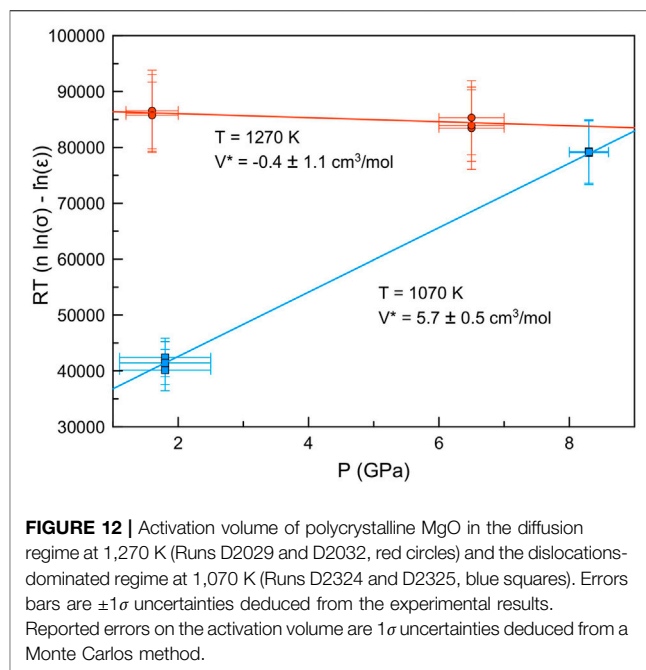 100000
90000
80000
70000
60000
50000
40000
30000
RT (n ln(σ) - ln(ε̇))
T = 1270 K
V* = -0.4 ± 1.1 cm³/mol
T = 1070 K
V* = 5.7 ± 0.5 cm³/mol
2
4
6
8
P (GPa)
FIGURE 12 | Activation volume of polycrystalline MgO in the diffusion
regime at 1,270 K (Runs D2029 and D2032, red circles) and the dislocations-
dominated regime at 1,070 K (Runs D2324 and D2325, blue squares). Errors
bars are ±1σ uncertainties deduced from the experimental results.
Reported errors on the activation volume are 1σ uncertainties deduced from a
Monte Carlos method.